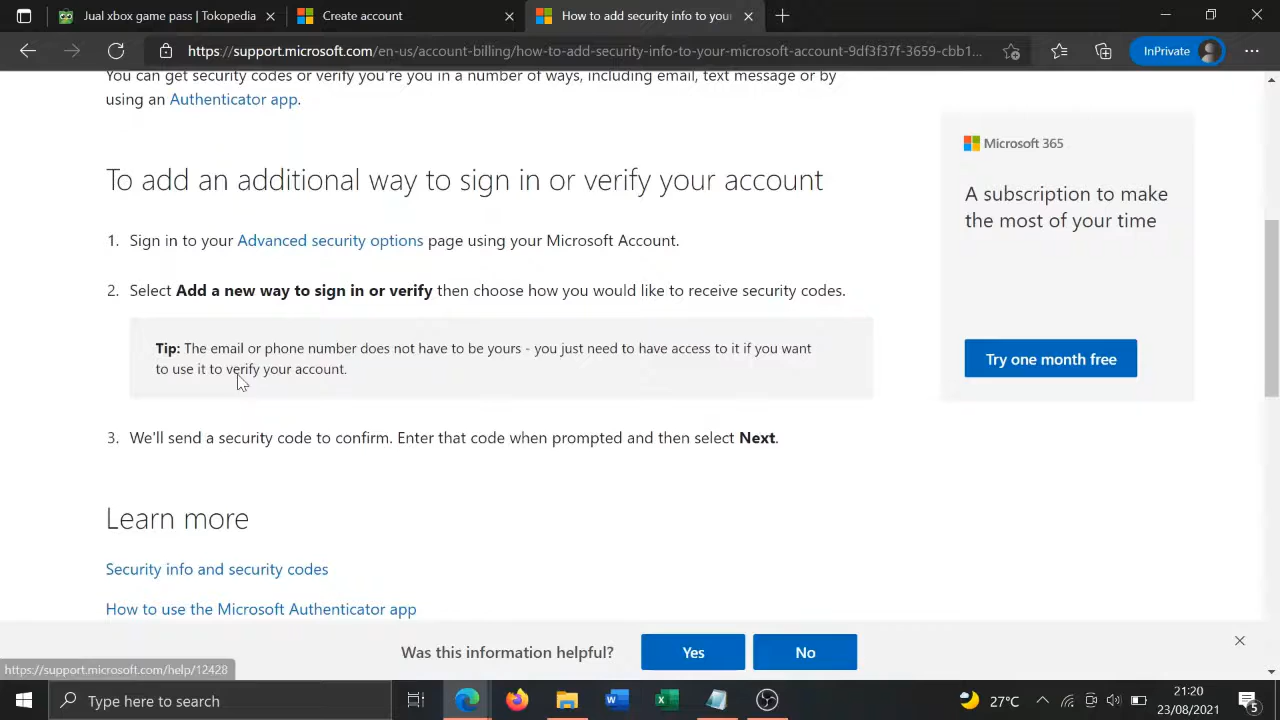 Jual xbox game pass | Tokopedia
Create account
How to add security info to your
https://support.microsoft.com/en-us/account-billing/how-to-add-security-info-to-your-microsoft-account-9df3f37f-3659-cbb1...
InPrivate
You can get security codes or verify you're you in a number of ways, including email, text message or by
using an Authenticator app.
To add an additional way to sign in or verify your account
1. Sign in to your Advanced security options page using your Microsoft Account.
2. Select Add a new way to sign in or verify then choose how you would like to receive security codes.
Tip: The email or phone number does not have to be yours - you just need to have access to it if you want
to use it to verify your account.
3. We'll send a security code to confirm. Enter that code when prompted and then select Next.
Learn more
Security info and security codes
How to use the Microsoft Authenticator app
Microsoft 365
A subscription to make
the most of your time
Try one month free
Was this information helpful?
Yes
No
https://support.microsoft.com/help/12428
Type here to search
27°C
21:20
23/08/2021
5